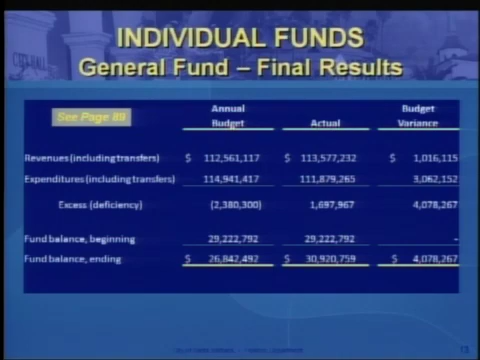 INDIVIDUAL FUNDS
General Fund – Final Results
See Page 89
Annual Budget Actual Budget Variance
Revenues (including transfers) $ 112,561,117 $ 113,577,232 $ 1,016,115
Expenditures (including transfers) 114,941,417 111,879,265 3,062,152
Excess (deficiency) (2,380,300) 1,697,967 4,078,267
Fund balance, beginning 29,222,792 29,222,792 -
Fund balance, ending $ 26,842,492 $ 30,920,759 $ 4,078,267